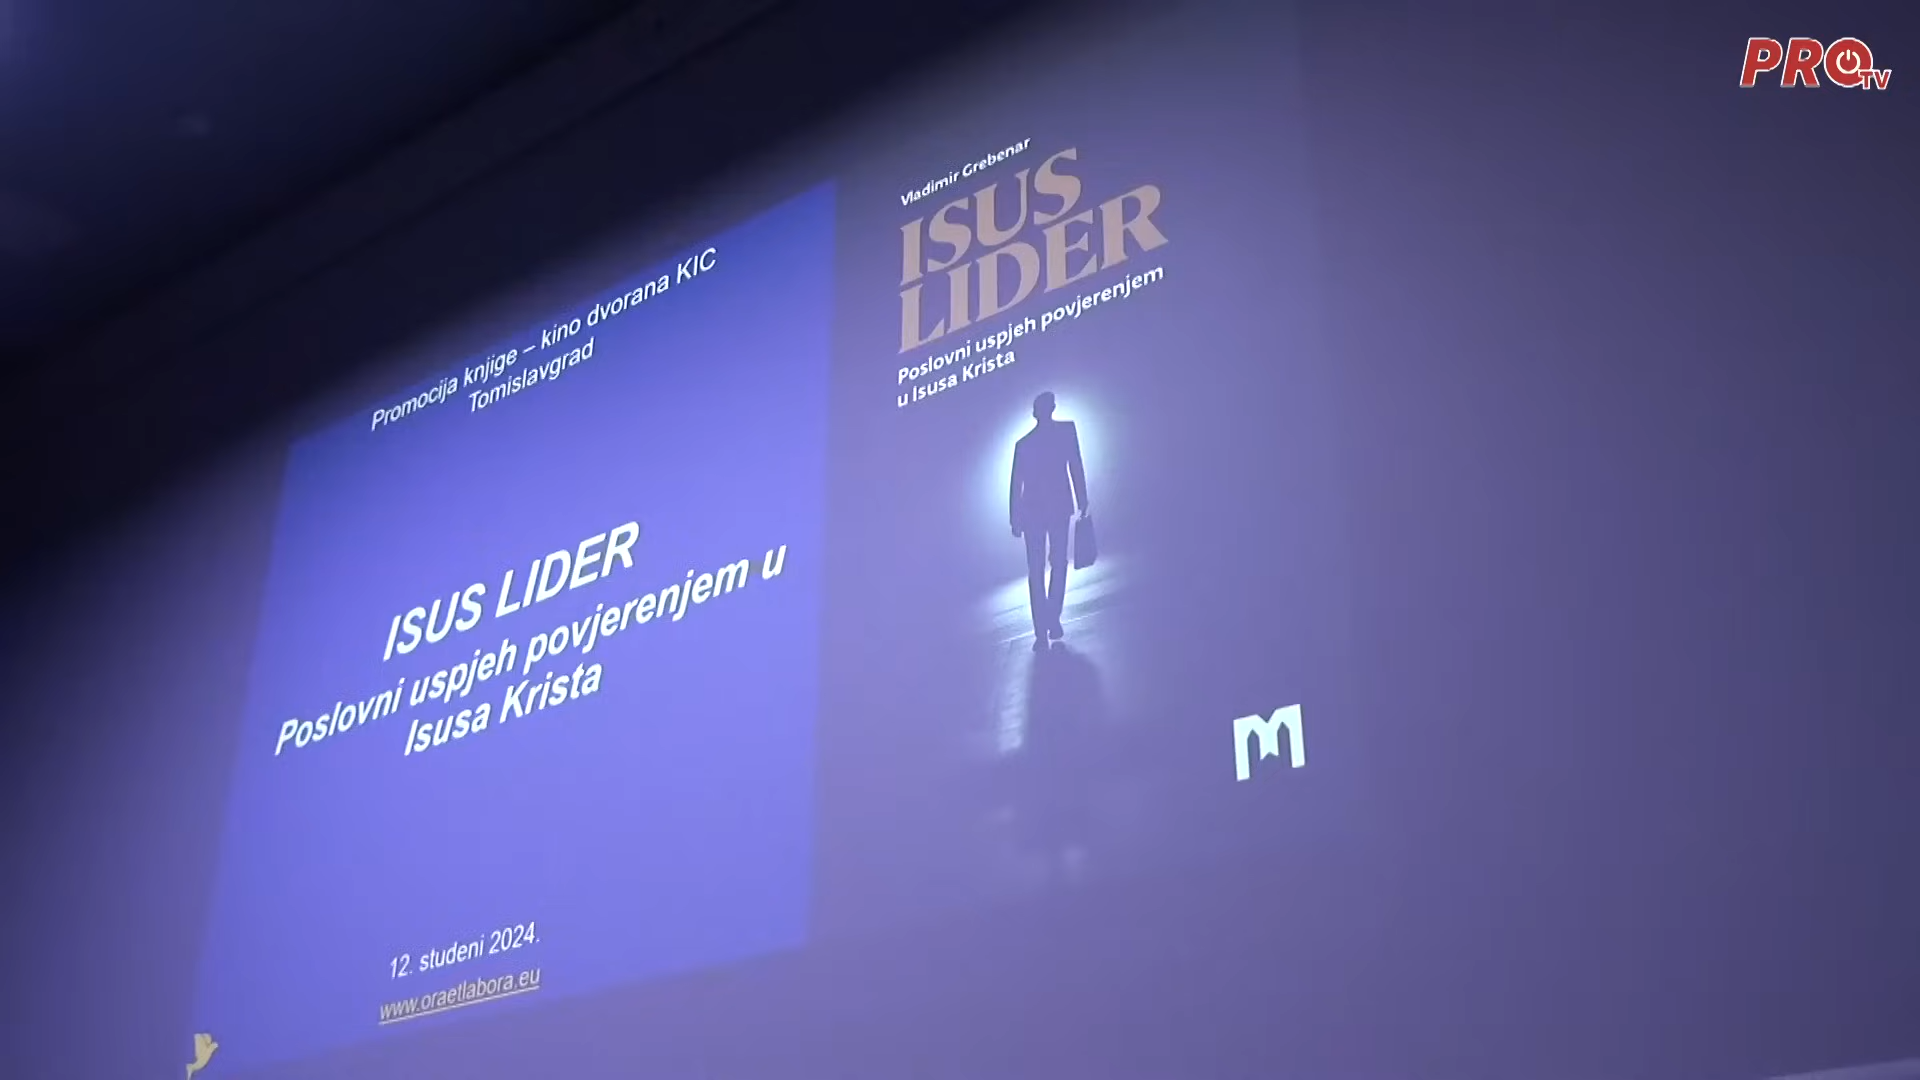 PRO TV
Promocija knjige – kino dvorana KIC
Tomislavgrad
ISUS LIDER
Poslovni uspjeh povjerenjem u
Isusa Krista
12. studeni 2024.
www.oraetlabora.eu
Vladimir Grebenar
ISUS
LIDER
Poslovni uspjeh povjerenjem
u Isusa Krista